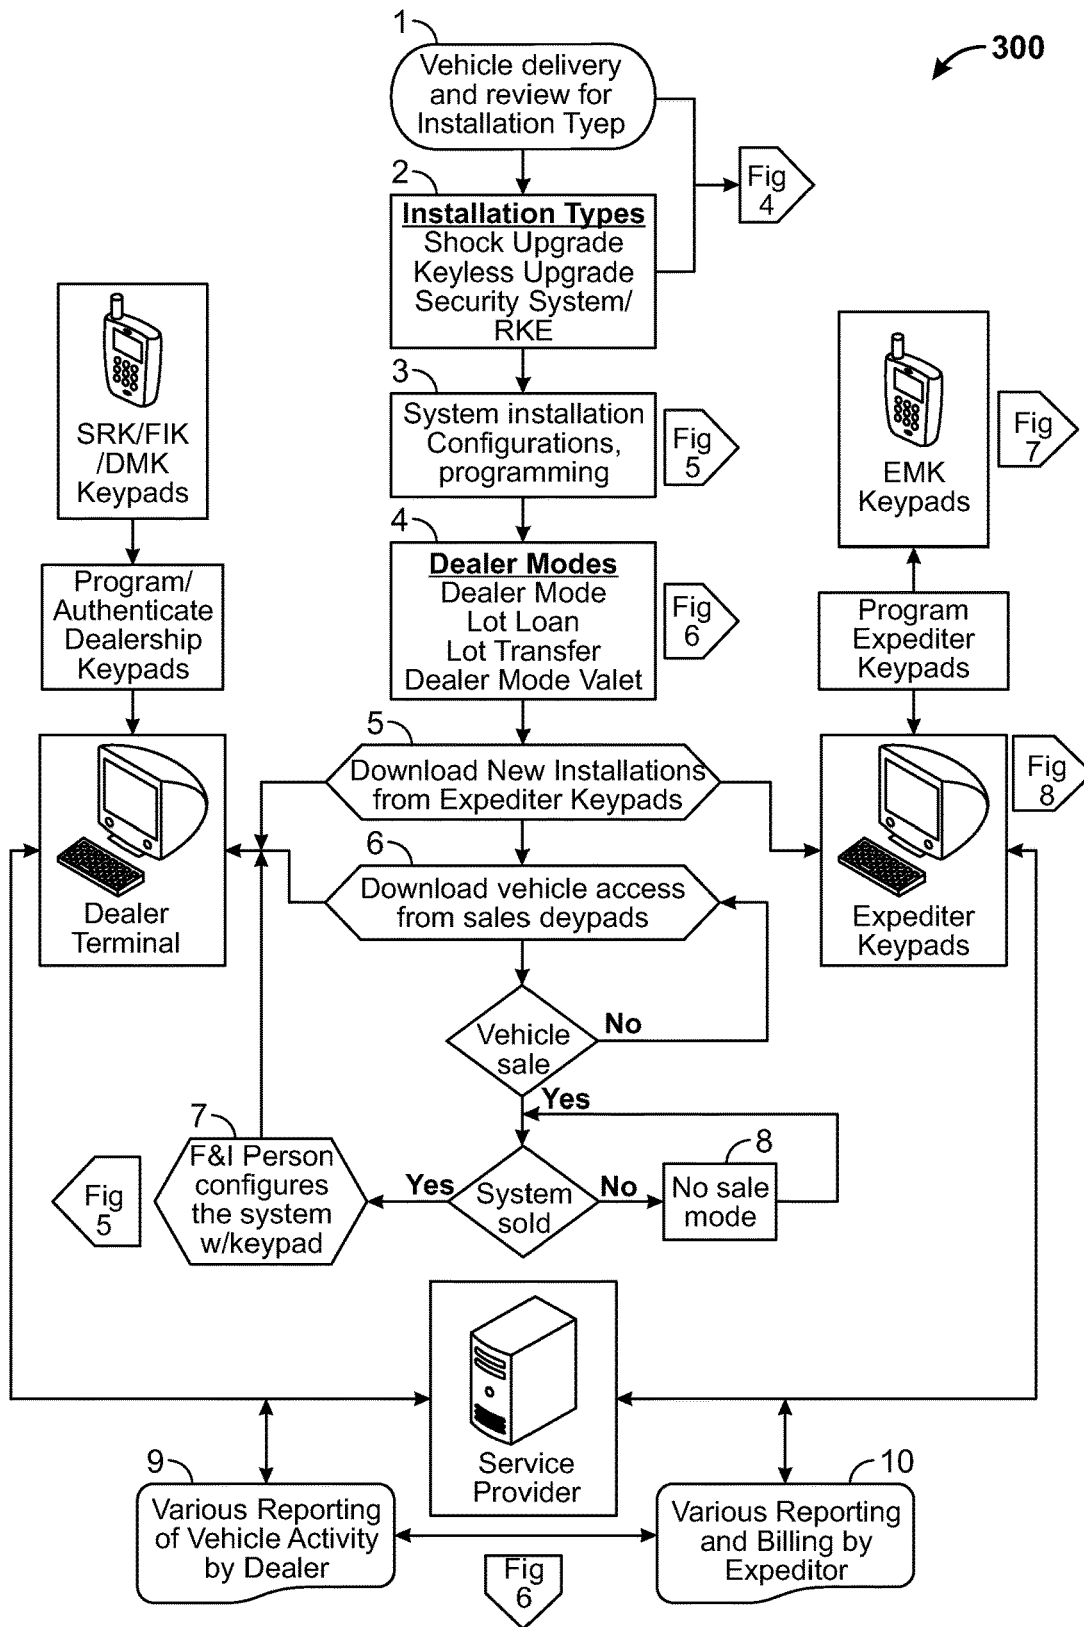 1
300
Vehicle delivery
and review for
Installation Tyep
Fig
4
2
Installation Types
Shock Upgrade
Keyless Upgrade
Security System/
RKE
SRK/FIK
/DMK
Keypads
3
System installation
Configurations,
programming
Fig
5
EMK
Keypads
Fig
7
Program/
Authenticate
Dealership
Keypads
4
Dealer Modes
Dealer Mode
Lot Loan
Lot Transfer
Dealer Mode Valet
Fig
6
Program
Expediter
Keypads
Dealer
Terminal
5
Download New Installations
from Expediter Keypads
Expediter
Keypads
Fig
8
6
Download vehicle access
from sales deypads
Vehicle
sale
No
Yes
7
F&I Person
configures
the system
w/keypad
Fig
5
Yes
System
sold
No
8
No sale
mode
Service
Provider
9
Various Reporting
of Vehicle Activity
by Dealer
10
Various Reporting
and Billing by
Expeditor
Fig
6